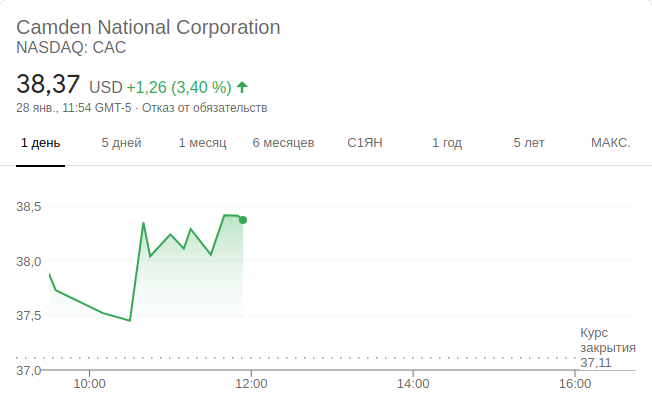 Camden National Corporation
NASDAQ: CAC
38,37 USD +1,26 (3,40 %)
28 янв., 11:54 GMT-5 · Отказ от обязательств
1 день 5 дней 1 месяц 6 месяцев С1ЯН 1 год 5 лет МАКС.
38,5
38,0
37,5
Курс
закрытия
37,11
37,0
10:00 12:00 14:00 16:00